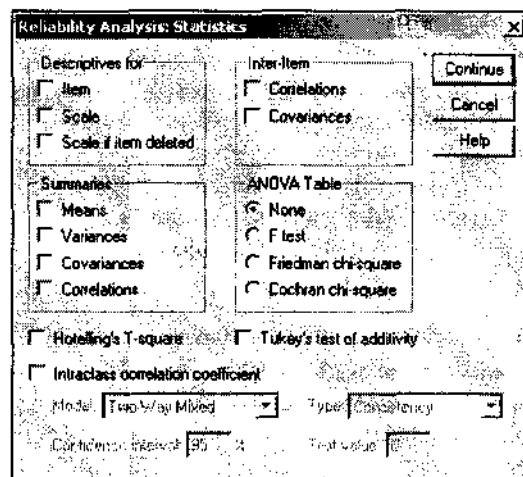 Reliability Analysis: Statistics
Descriptives for
Item
Scale
Scale if item deleted
Inter-Item
Correlations
Covariances
Continue
Cancel
Help
Summaries
Means
Variances
Covariances
Correlations
ANOVA Table
None
F test
Friedman chi-square
Cochran chi-square
Hotelling's T-square
Tukey's test of additivity
Intraclass correlation coefficient
Model: Two-Way Mixed
Type: Consistency
Confidence interval: 95 %
Test value: 0